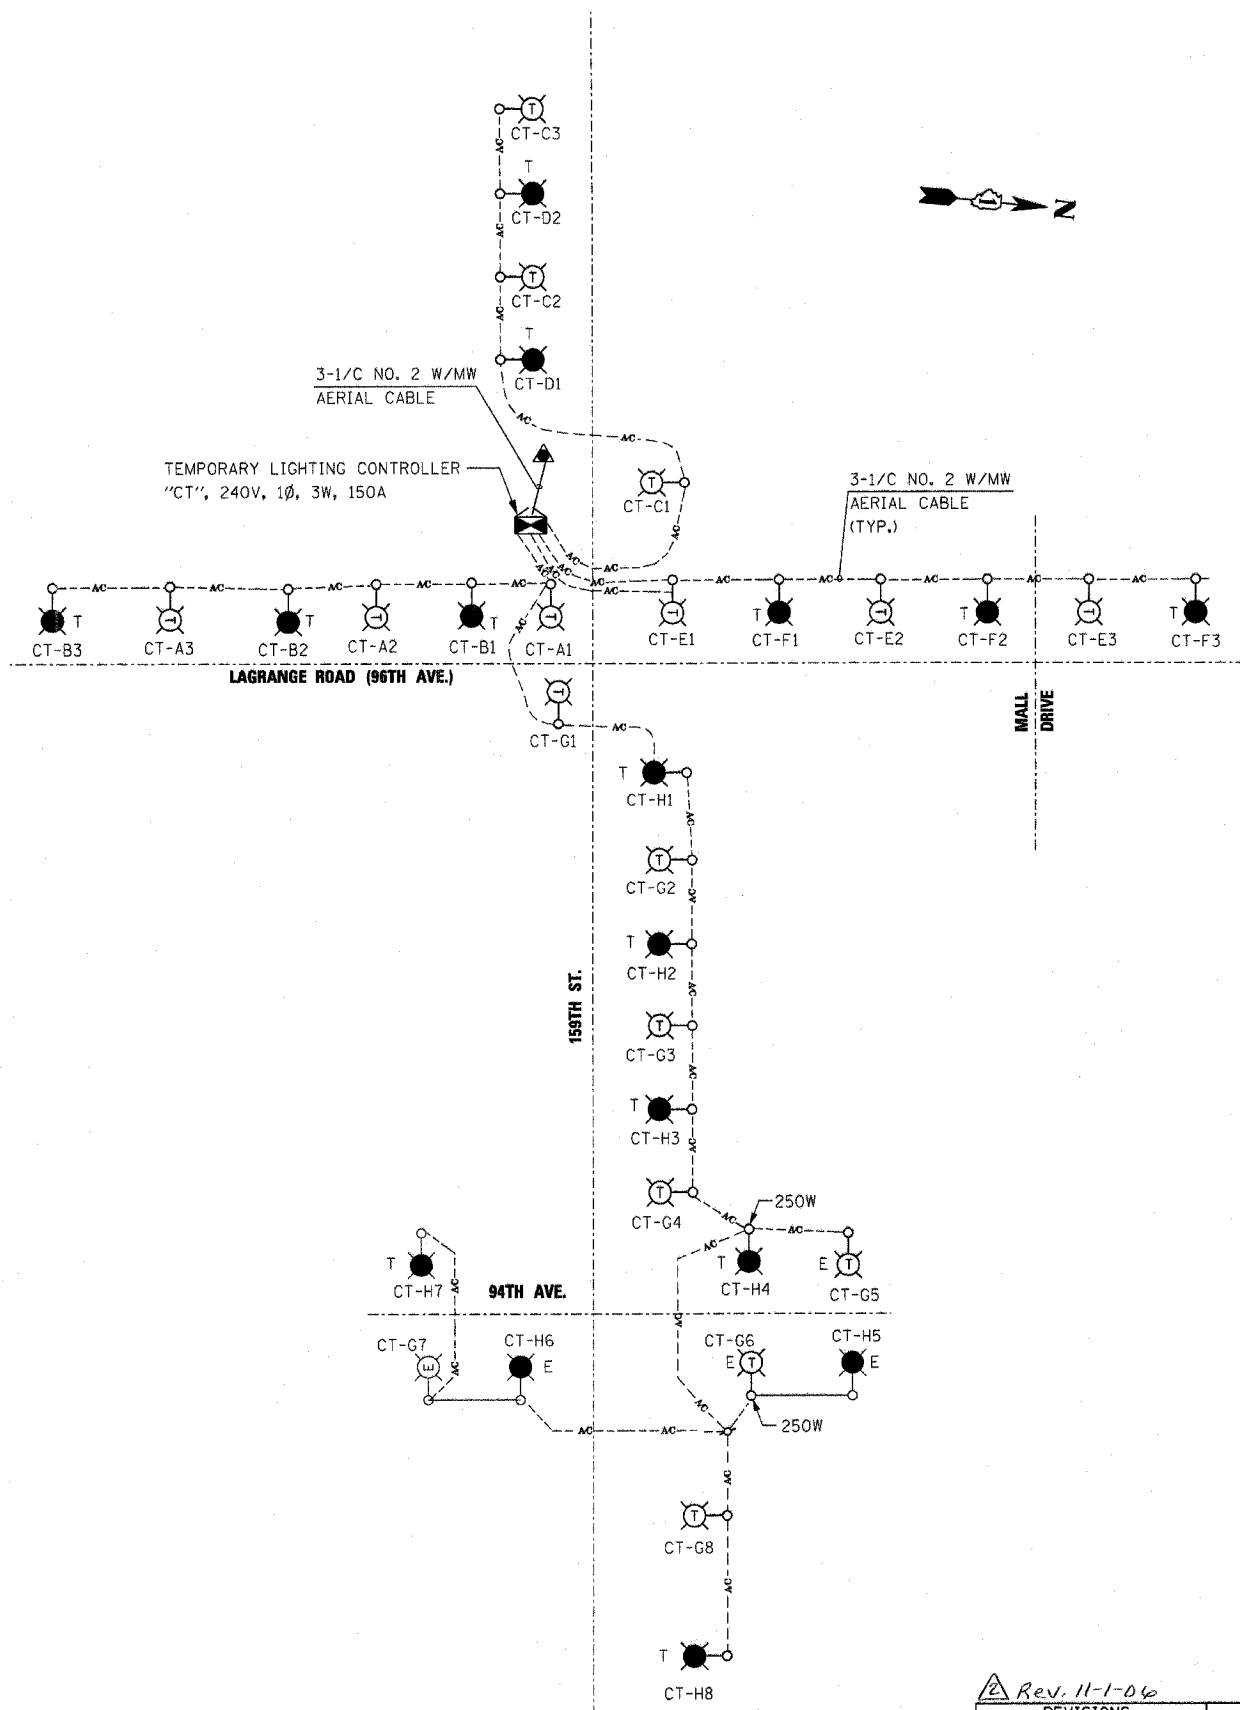 CT-C3
T
CT-D2
N
CT-C2
T
CT-D1
3-1/C NO. 2 W/MW
AERIAL CABLE
TEMPORARY LIGHTING CONTROLLER
"CT", 240V, 1Ø, 3W, 150A
CT-C1
3-1/C NO. 2 W/MW
AERIAL CABLE
(TYP.)
T T T T T T
CT-B3 CT-A3 CT-B2 CT-A2 CT-B1 CT-A1 CT-E1 CT-F1 CT-E2 CT-F2 CT-E3 CT-F3
LAGRANGE ROAD (96TH AVE.)
MALL
DRIVE
CT-G1
T
CT-H1
T
CT-G2
T
CT-H2
159TH ST.
T
CT-G3
T
CT-H3
T
CT-G4
250W
T
CT-H7
T
CT-H4
E T
CT-G5
94TH AVE.
CT-G7
E
CT-H6
E
CT-G6
E T
CT-H5
E
250W
A/C
T
CT-G8
T
CT-H8
2 Rev. 11-1-06
REVISIONS